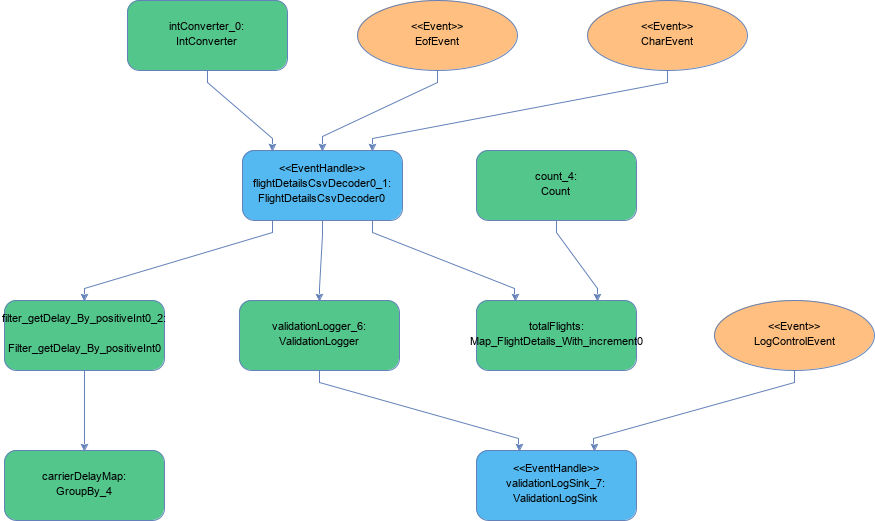 intConverter_0:
IntConverter
<<Event>>
EofEvent
<<Event>>
CharEvent
<<EventHandle>>
flightDetailsCsvDecoder0_1:
FlightDetailsCsvDecoder0
count_4:
Count
filter_getDelay_By_positiveInt0_2:
Filter_getDelay_By_positiveInt0
validationLogger_6:
ValidationLogger
totalFlights:
Map_FlightDetails_With_increment0
<<Event>>
LogControlEvent
carrierDelayMap:
GroupBy_4
<<EventHandle>>
validationLogSink_7:
ValidationLogSink